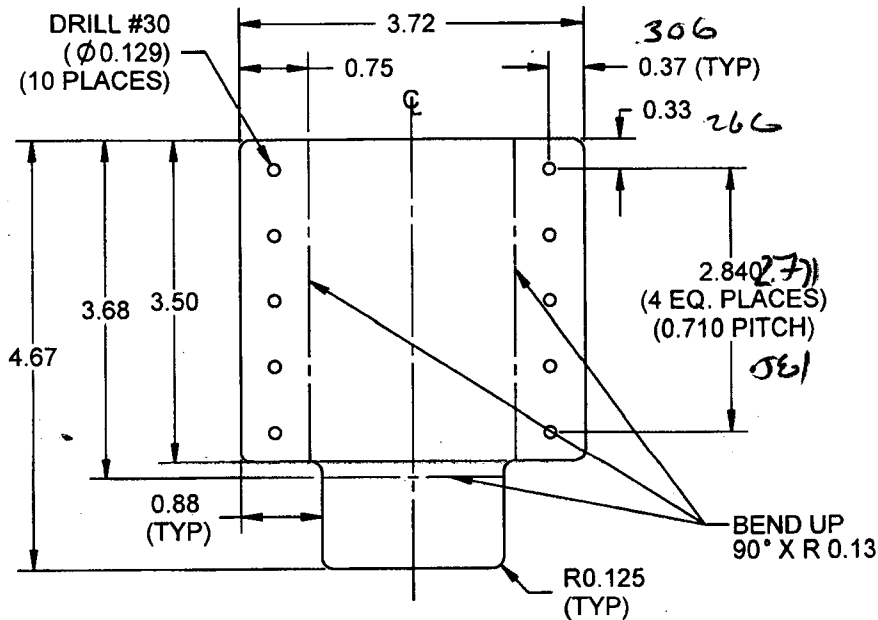 DRILL #30
(Ø0.129)
(10 PLACES)
3.72
0.75
.306
0.37 (TYP)
℄
0.33
.266
4.67
3.68
3.50
2.840
(4 EQ. PLACES)
(0.710 PITCH)
0.88
(TYP)
BEND UP
90° X R 0.13
R0.125
(TYP)